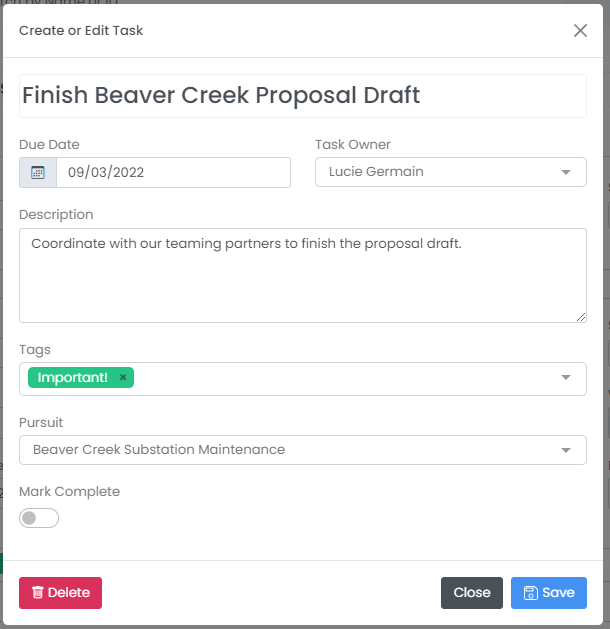 Create or Edit Task
Finish Beaver Creek Proposal Draft
Due Date
Task Owner
09/03/2022
Lucie Germain
Description
Coordinate with our teaming partners to finish the proposal draft.
Tags
Important! ×
Pursuit
Beaver Creek Substation Maintenance
Mark Complete
Delete
Close
Save